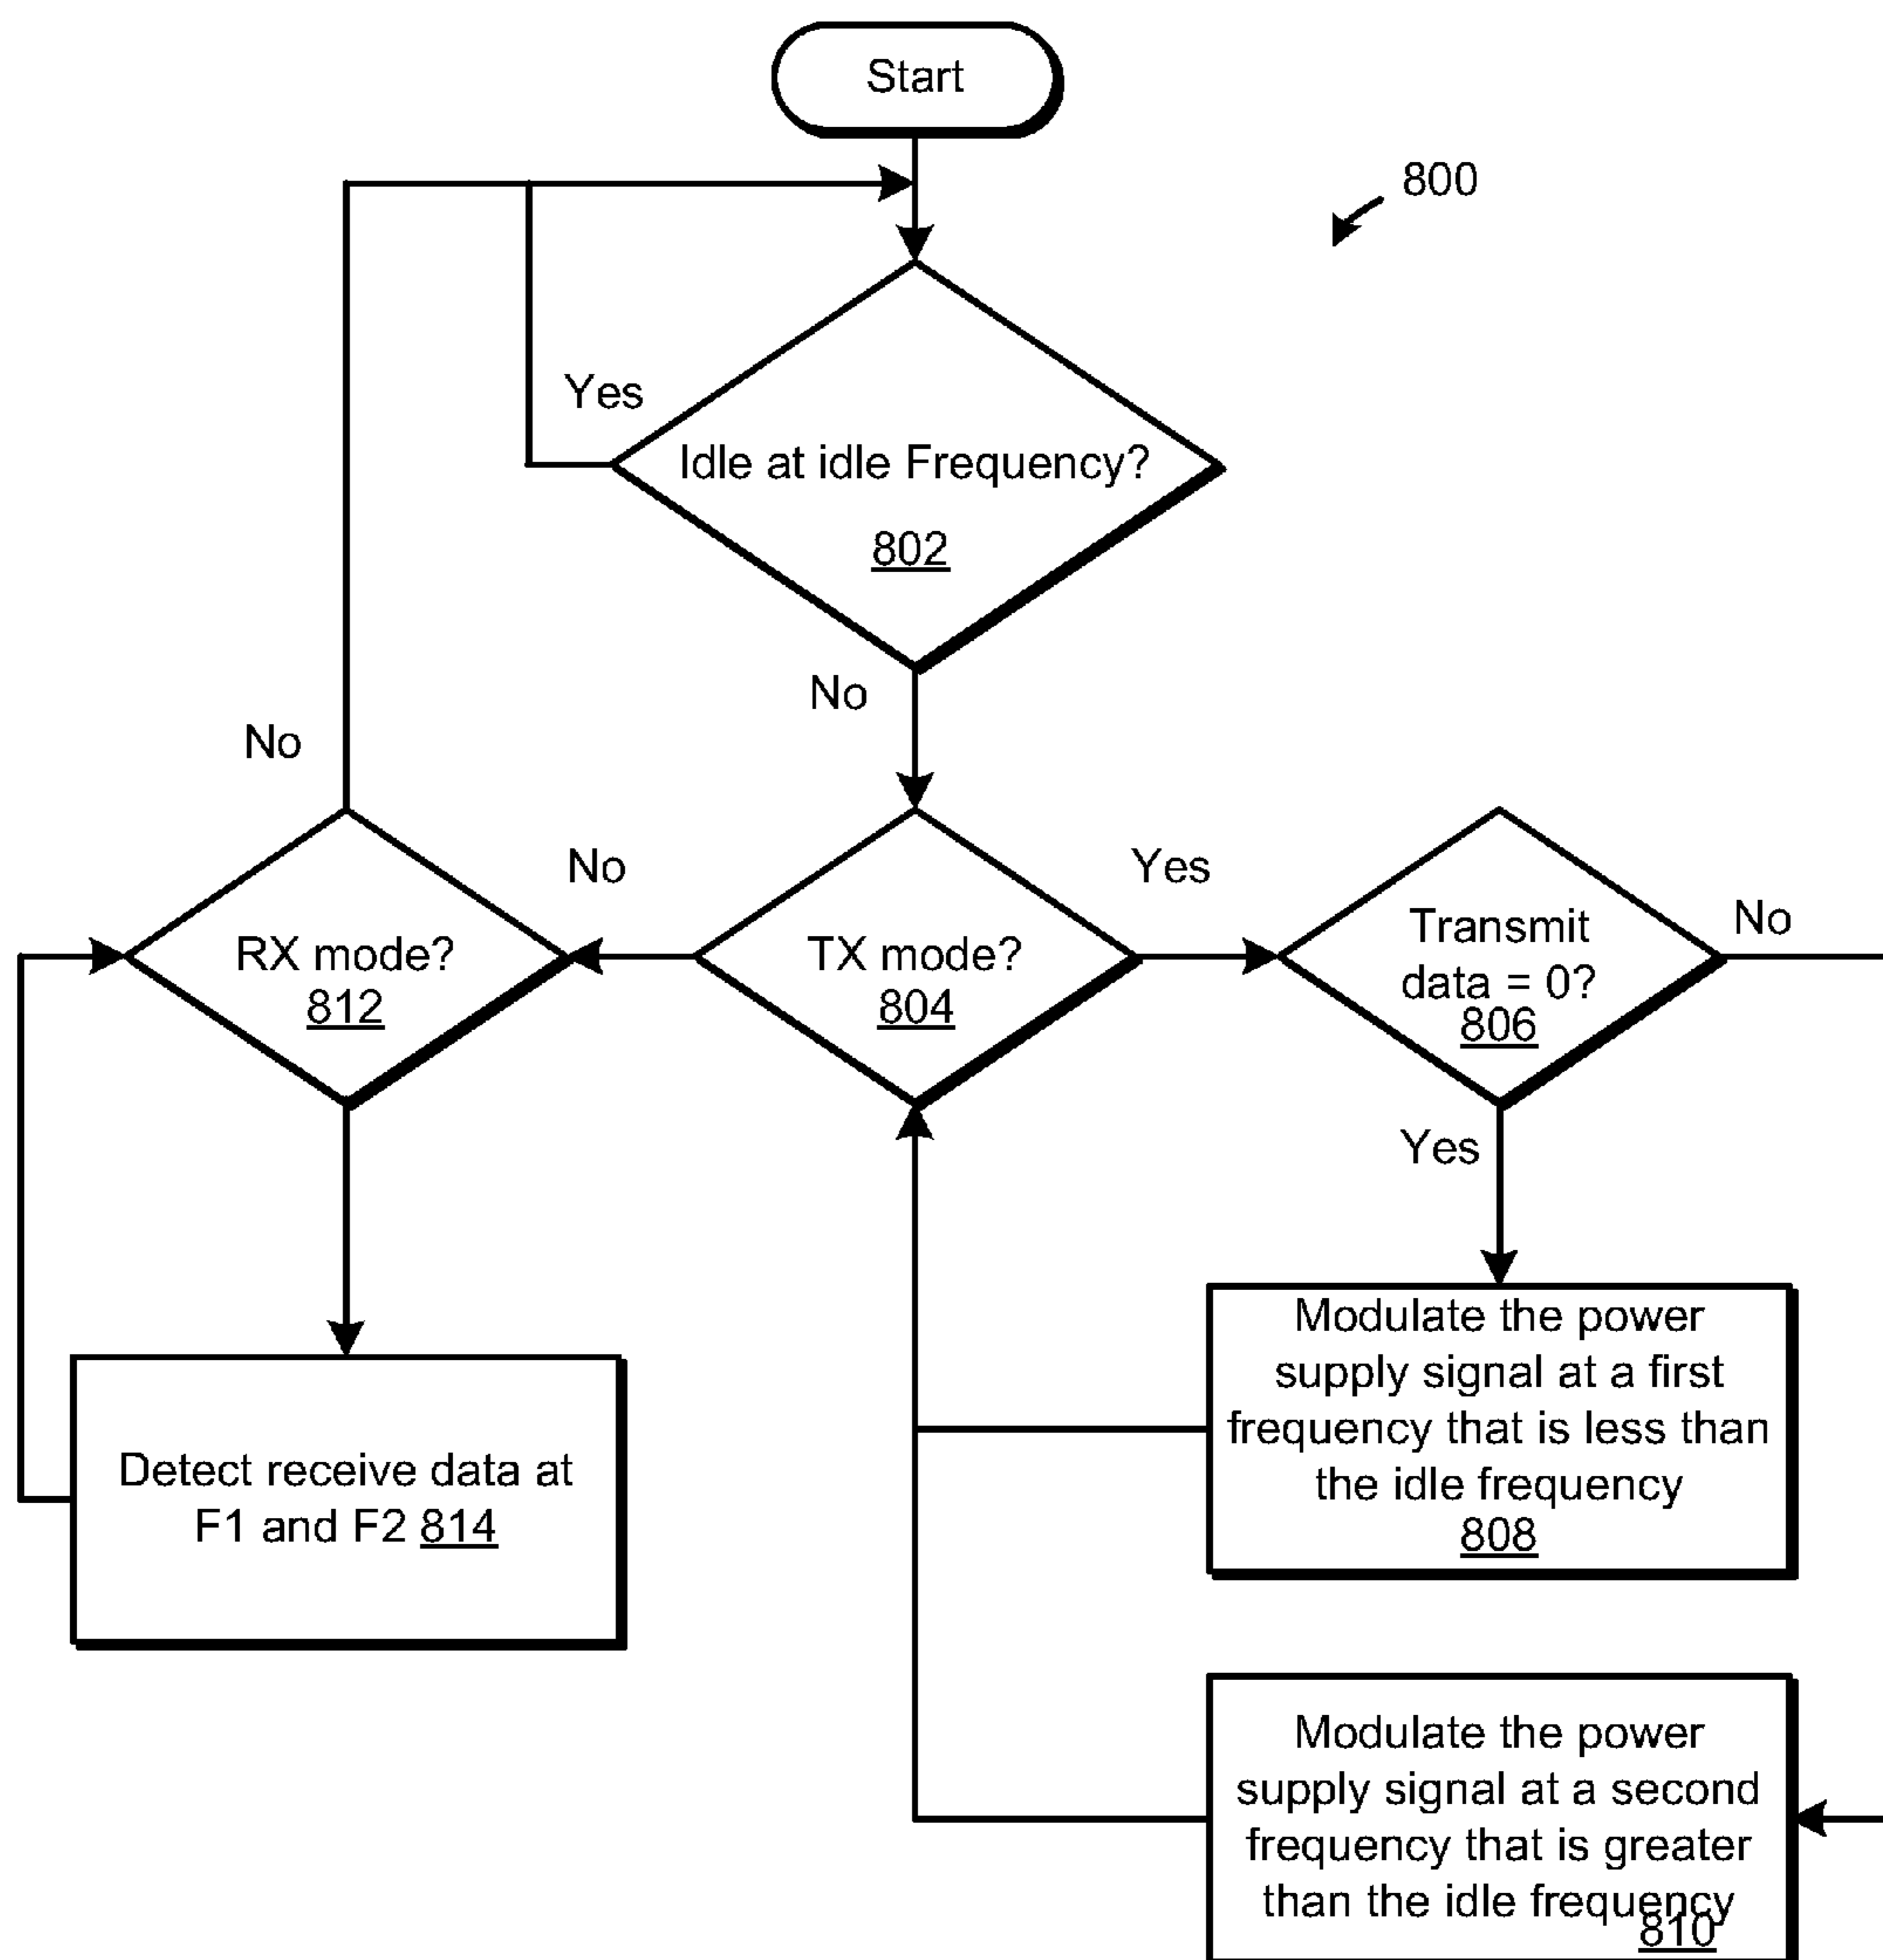 Start
800
Yes
Idle at idle Frequency?
802
No
No
No
Yes
RX mode?
812
TX mode?
804
Transmit
data = 0?
806
No
Yes
Modulate the power
supply signal at a first
frequency that is less than
the idle frequency
808
Detect receive data at
F1 and F2 814
Modulate the power
supply signal at a second
frequency that is greater
than the idle frequency
810